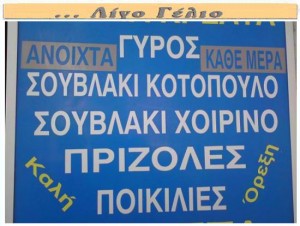 ... Λίγο Γέλιο
ΑΝΟΙΧΤΑ ΓΥΡΟΣ ΚΑΘΕ ΜΕΡΑ
ΣΟΥΒΛΑΚΙ ΚΟΤΟΠΟΥΛΟ
ΣΟΥΒΛΑΚΙ ΧΟΙΡΙΝΟ
ΠΡΙΖΟΛΕΣ
Καλή Όρεξη
ΠΟΙΚΙΛΙΕΣ